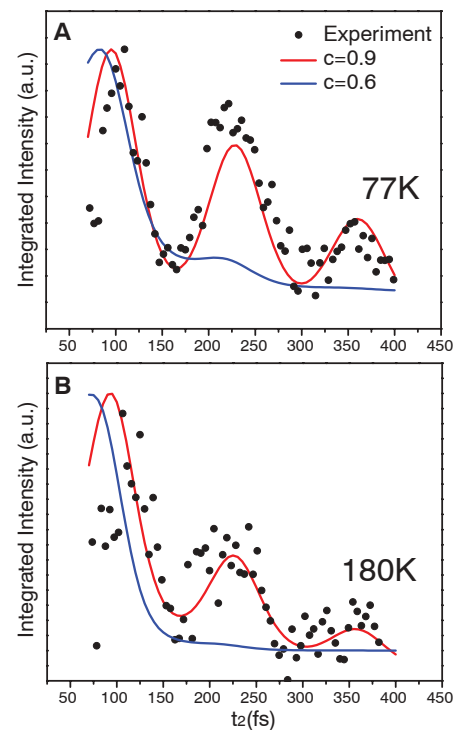 A
Experiment
c=0.9
c=0.6
77K
Integrated Intensity (a.u.)
50 100 150 200 250 300 350 400 450
B
180K
Integrated Intensity (a.u.)
50 100 150 200 250 300 350 400 450
t2(fs)